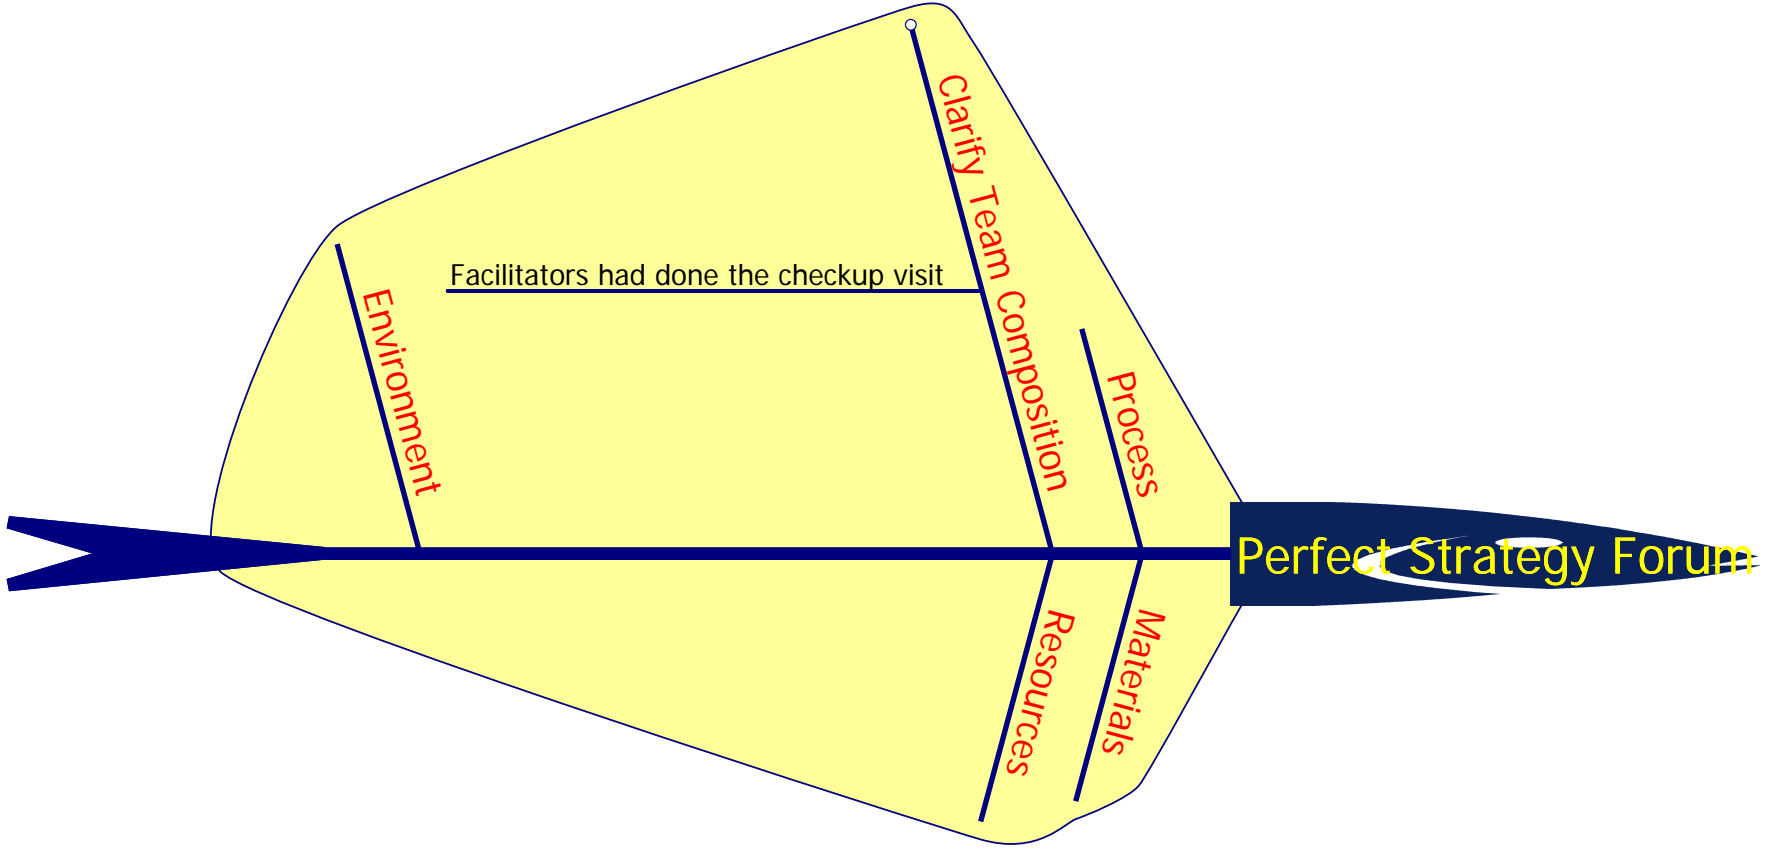 Clarify Team Composition
Facilitators had done the checkup visit
Environment
Process
Perfect Strategy Forum
Resources
Materials